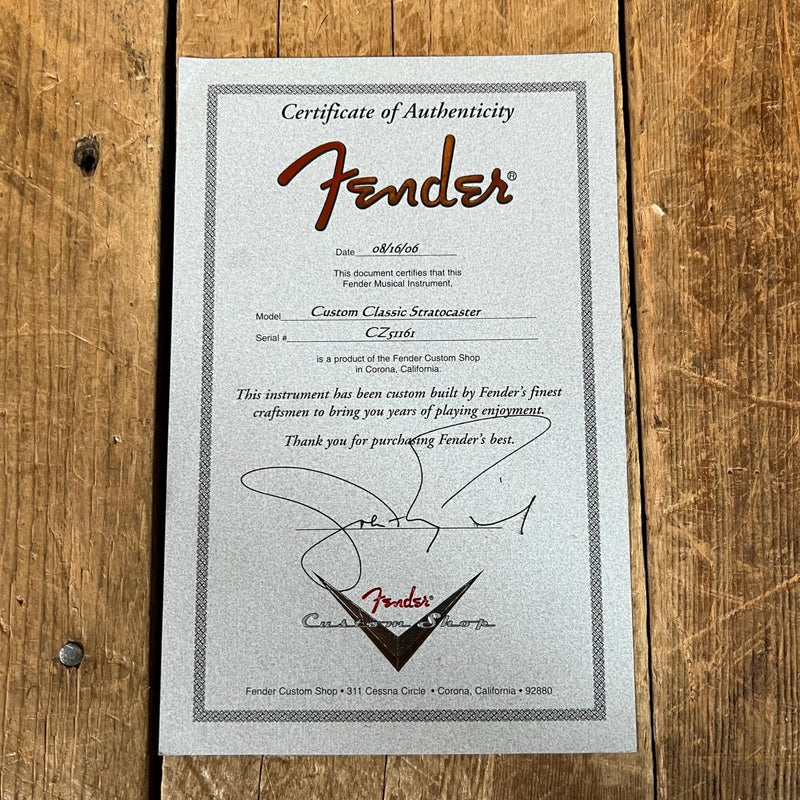 Certificate of Authenticity
Fender®
Date 08/16/06
This document certifies that this
Fender Musical Instrument,
Model Custom Classic Stratocaster
Serial # CZ51161
is a product of the Fender Custom Shop
in Corona, California.
This instrument has been custom built by Fender's finest
craftsmen to bring you years of playing enjoyment.
Thank you for purchasing Fender's best.
Fender®
Custom Shop
Fender Custom Shop • 311 Cessna Circle • Corona, California • 92880